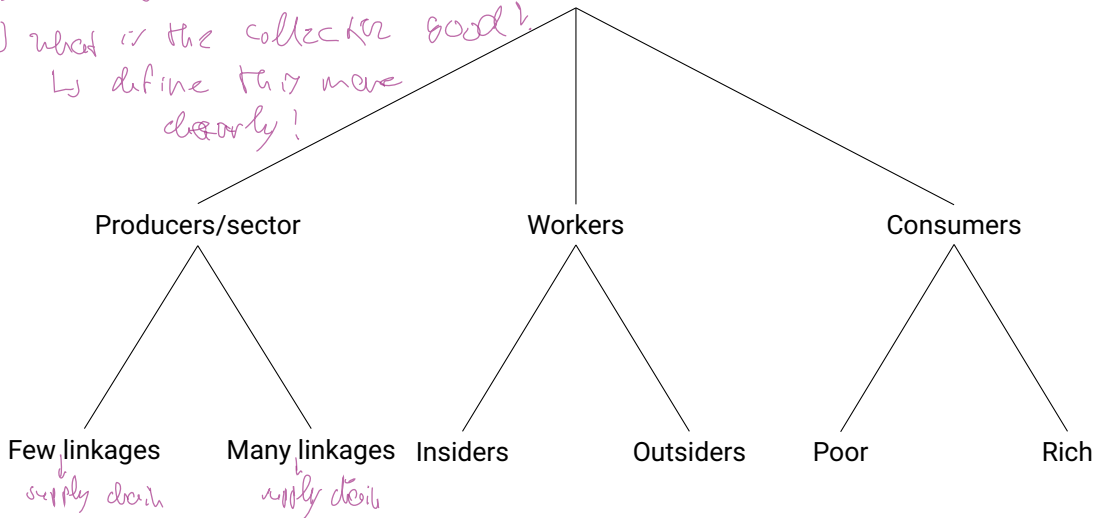 ) what is the collective good?
↳ define this more
clearly!
Producers/sector
Workers
Consumers
Few linkages
Many linkages
Insiders
Outsiders
Poor
Rich
supply chain
supply chain